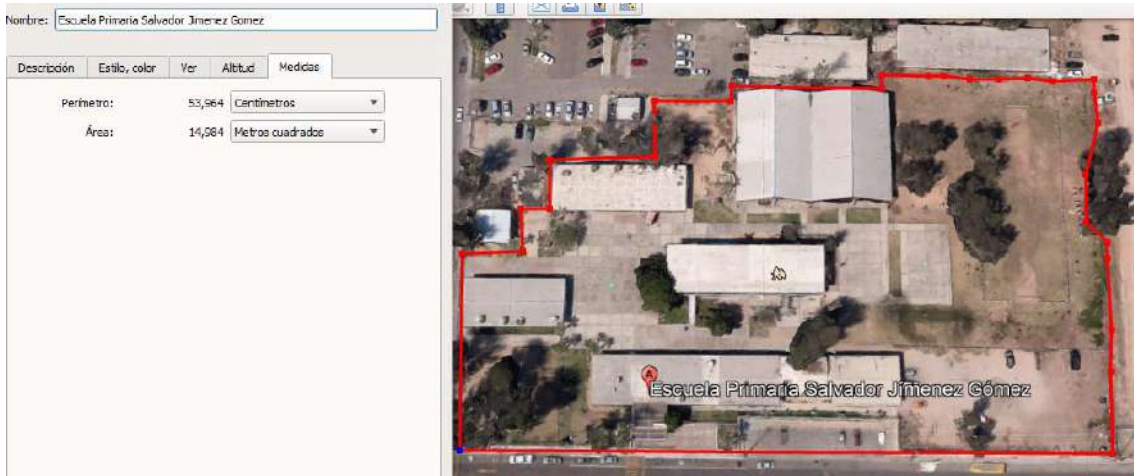 Nombre: Escuela Primaria Salvador Jimenez Gomez
Descripción Estilo, color Ver Altitud Medidas
Perímetro: 53,964 Centímetros
Área: 14,984 Metros cuadrados
A
Escuela Primaria Salvador Jimenez Gómez